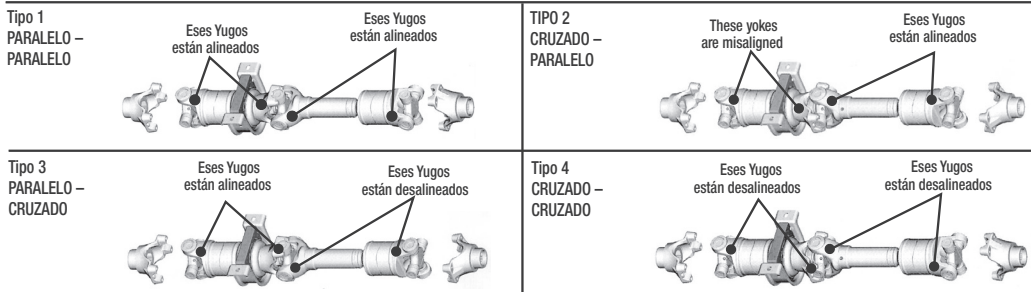 Tipo 1
PARALELO –
PARALELO
Eses Yugos
están alineados
Eses Yugos
están alineados
TIPO 2
CRUZADO –
PARALELO
These yokes
are misaligned
Eses Yugos
están alineados
Tipo 3
PARALELO –
CRUZADO
Eses Yugos
están alineados
Eses Yugos
están desalineados
Tipo 4
CRUZADO –
CRUZADO
Eses Yugos
están desalineados
Eses Yugos
están desalineados